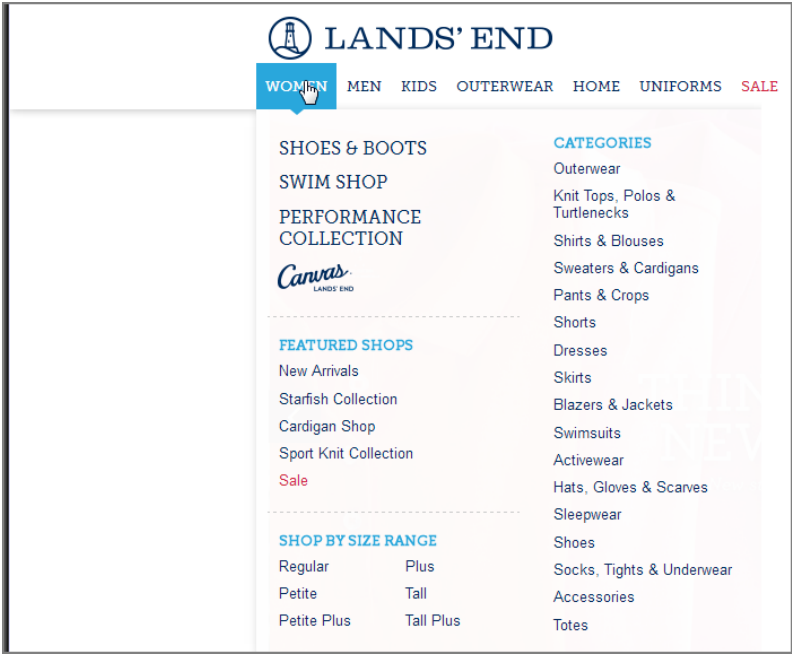 LANDS' END
WOMEN MEN KIDS OUTERWEAR HOME UNIFORMS SALE
SHOES & BOOTS
SWIM SHOP
PERFORMANCE
COLLECTION
Canvas
LANDS' END
FEATURED SHOPS
New Arrivals
Starfish Collection
Cardigan Shop
Sport Knit Collection
Sale
SHOP BY SIZE RANGE
Regular Plus
Petite Tall
Petite Plus Tall Plus
CATEGORIES
Outerwear
Knit Tops, Polos &
Turtlenecks
Shirts & Blouses
Sweaters & Cardigans
Pants & Crops
Shorts
Dresses
Skirts
Blazers & Jackets
Swimsuits
Activewear
Hats, Gloves & Scarves
Sleepwear
Shoes
Socks, Tights & Underwear
Accessories
Totes